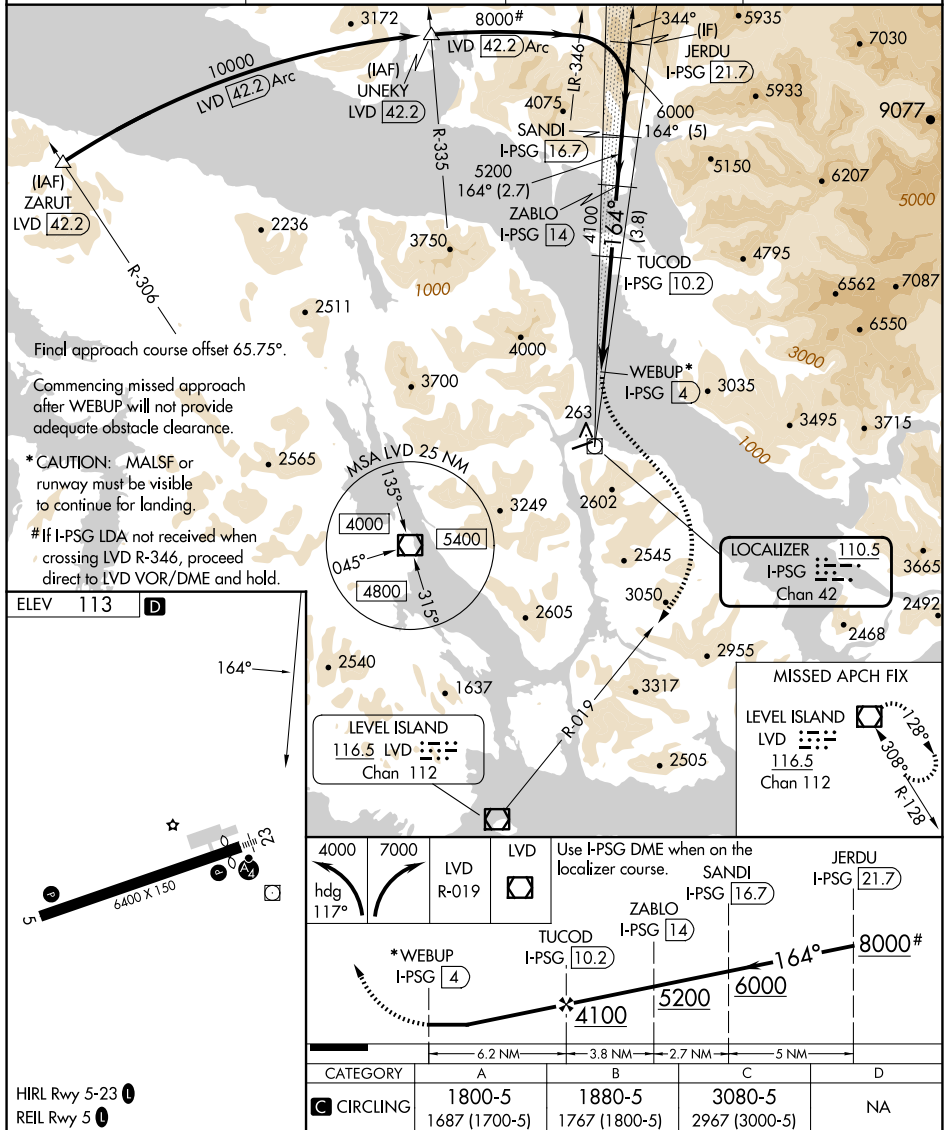 3172
8000#
344°
(IF)
JERDU
I-PSG 21.7
5935
7030
10000
LVD 42.2 Arc
(IAF)
UNEKY
LVD 42.2
LVD 42.2 Arc
LR-346
4075
SANDI
I-PSG 16.7
6000
164° (5)
5933
9077
R-335
5200
164° (2.7)
5150
6207
5000
(IAF)
ZARUT
LVD 42.2
ZABLO
I-PSG 14
4100
164°
(3.8)
2236
3750
1000
TUCOD
I-PSG 10.2
4795
6562
7087
R-306
2511
6550
Final approach course offset 65.75°.
4000
3000
Commencing missed approach
after WEBUP will not provide
adequate obstacle clearance.
3700
WEBUP*
I-PSG 4
3035
263
3495
3715
1000
* CAUTION: MALSF or
runway must be visible
to continue for landing.
2565
MSA LVD 25 NM
135°
4000
5400
045°
4800
315°
3249
2602
# If I-PSG LDA not received when
crossing LVD R-346, proceed
direct to LVD VOR/DME and hold.
2545
LOCALIZER 110.5
I-PSG
Chan 42
3665
3050
2605
2492
2468
ELEV 113 D
164°
2540
1637
2955
3317
R-019
2505
LEVEL ISLAND
116.5 LVD
Chan 112
MISSED APCH FIX
LEVEL ISLAND
LVD
116.5
Chan 112
128°
308°
R-128
23
P
P
A4
6400 X 150
5
4000
hdg
117°
7000
LVD
R-019
LVD
Use I-PSG DME when on the
localizer course.
JERDU
I-PSG 21.7
SANDI
I-PSG 16.7
ZABLO
I-PSG 14
TUCOD
I-PSG 10.2
*WEBUP
I-PSG 4
164°
8000#
6000
5200
4100
6.2 NM 3.8 NM 2.7 NM 5 NM
CATEGORY A B C D
C CIRCLING 1800-5 1880-5 3080-5 NA
1687 (1700-5) 1767 (1800-5) 2967 (3000-5)
HIRL Rwy 5-23 L
REIL Rwy 5 L